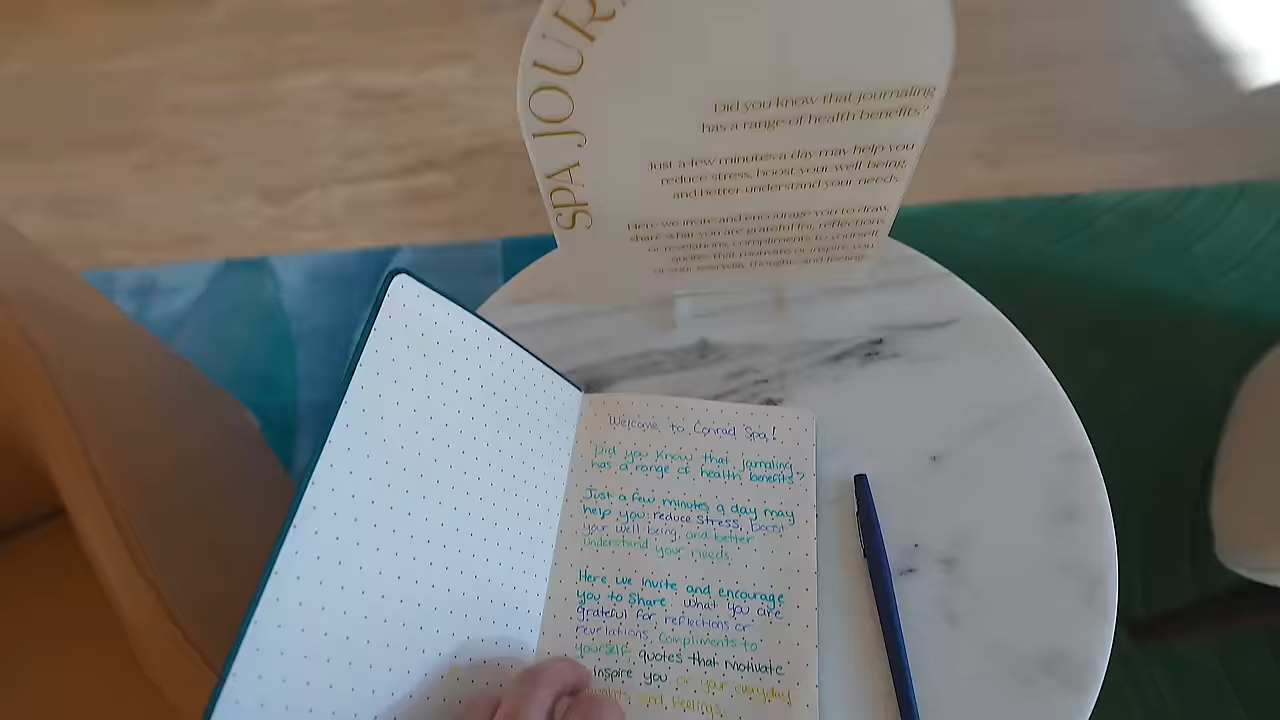 SPA JOUR
Did you know that journaling
has a range of health benefits?
Just a few minutes a day may help you
reduce stress, boost your well being,
and better understand your needs.
Here we invite and encourage you to draw,
share what you are grateful for, reflections
or revelations, compliments to yourself,
quotes that motivate or inspire you
or your everyday thoughts and feelings
Welcome to Conrad Spa!
Did you know that journaling
has a range of health benefits?
Just a few minutes a day may
help you reduce stress, boost
your well being, and better
understand your needs.
Here we invite and encourage
you to share what you are
grateful for, reflections or
revelations, compliments to
yourself, quotes that motivate
inspire you or your everyday
and feelings.